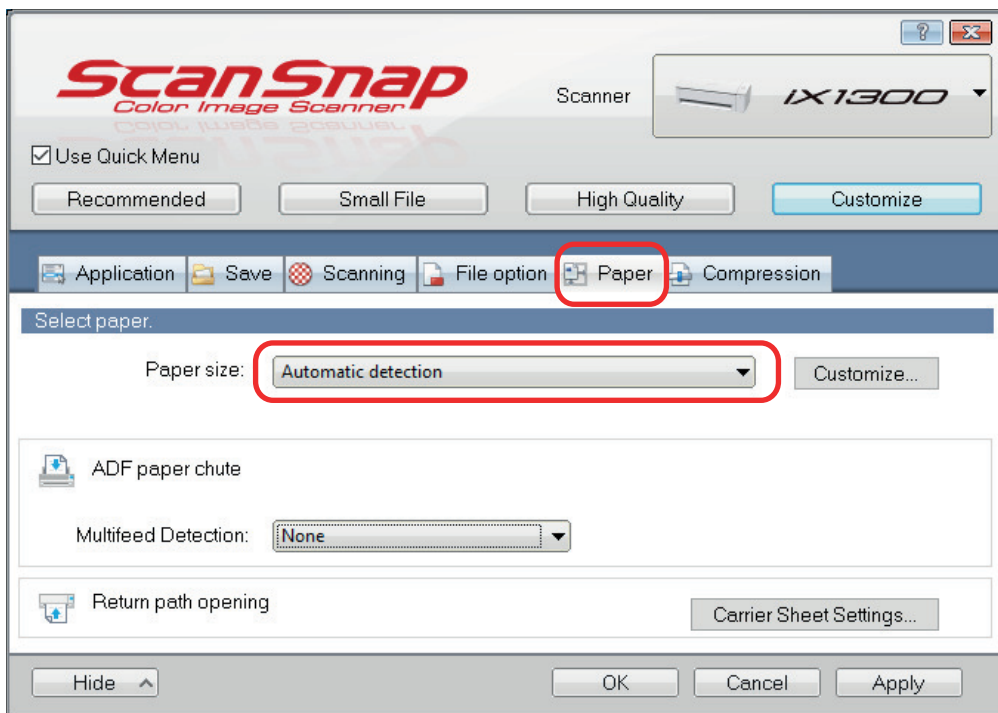 ScanSnap
Color Image Scanner
Scanner
iX1300
Use Quick Menu
Recommended Small File High Quality Customize
Application Save Scanning File option Paper Compression
Select paper.
Paper size: Automatic detection Customize...
ADF paper chute
Multifeed Detection: None
Return path opening
Carrier Sheet Settings...
Hide OK Cancel Apply